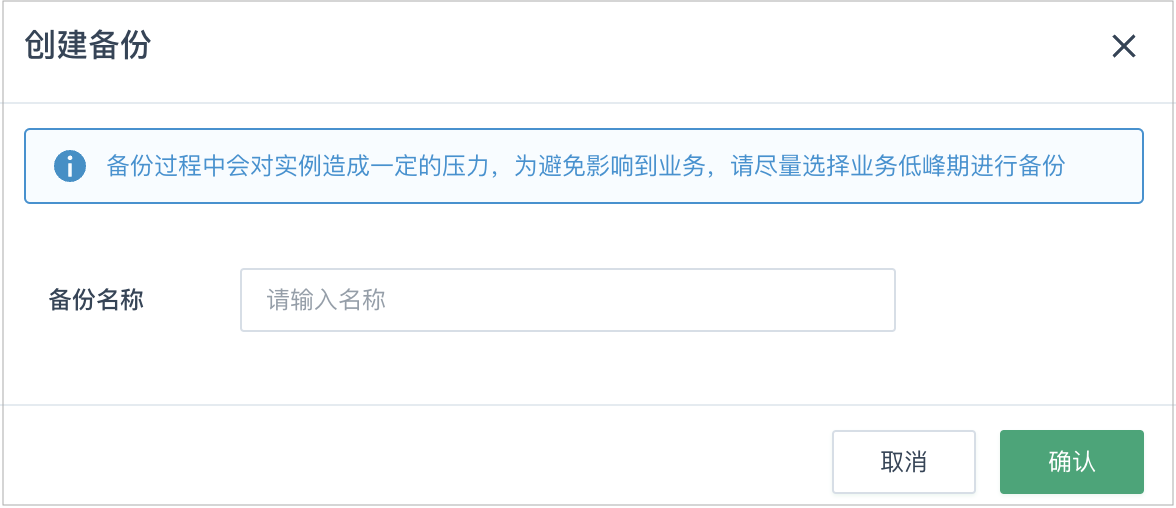 创建备份
备份过程中会对实例造成一定的压力，为避免影响到业务，请尽量选择业务低峰期进行备份
备份名称
请输入名称
取消
确认